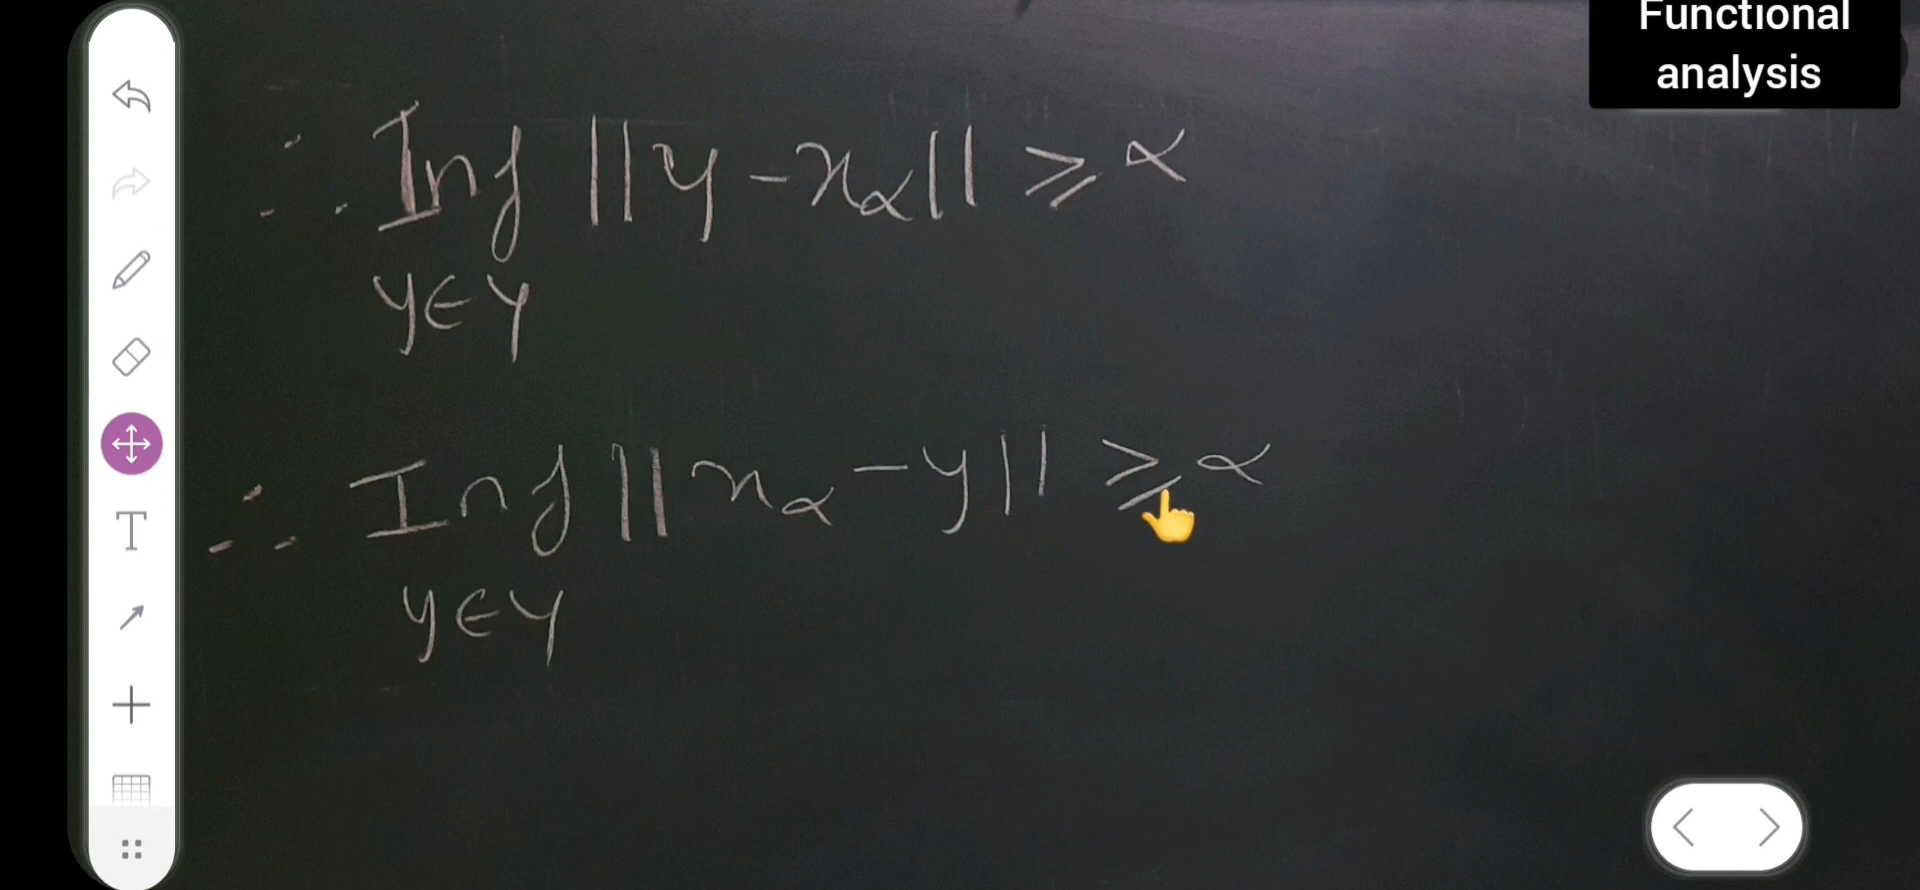 Functional
analysis
∴ Inf ||y - xα|| ≥ α
y∈Y
∴ Inf ||xα - y|| ≥ α
y∈Y
T